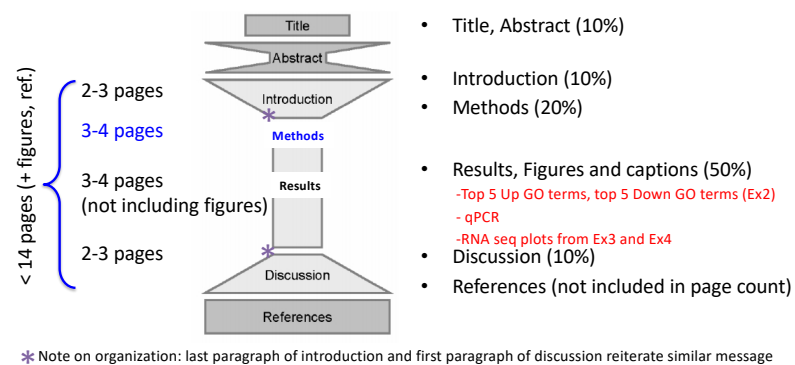 < 14 pages (+ figures, ref.)
2-3 pages
3-4 pages
3-4 pages
(not including figures)
2-3 pages
Title
Abstract
Introduction
Methods
Results
Discussion
References
• Title, Abstract (10%)
• Introduction (10%)
• Methods (20%)
• Results, Figures and captions (50%)
-Top 5 Up GO terms, top 5 Down GO terms (Ex2)
- qPCR
-RNA seq plots from Ex3 and Ex4
• Discussion (10%)
• References (not included in page count)
* Note on organization: last paragraph of introduction and first paragraph of discussion reiterate similar message